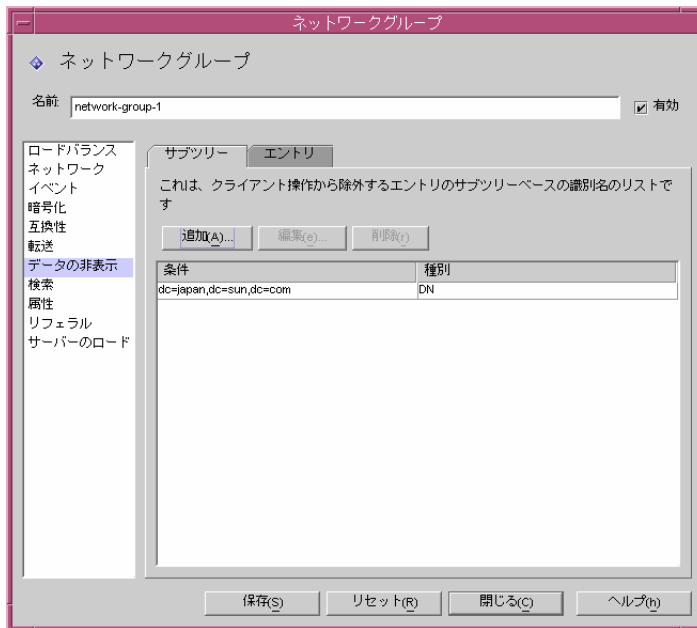 ネットワークグループ
ネットワークグループ
名前: network-group-1 有効
ロードバランス
ネットワーク
イベント
暗号化
互換性
転送
データの非表示
検索
属性
リフェラル
サーバーのロード
サブツリー エントリ
これは、クライアント操作から除外するエントリのサブツリーベースの識別名のリストで
す
追加(A)... 編集(e)... 削除(r)
条件 種別
dc=japan,dc=sun,dc=com DN
保存(S) リセット(R) 閉じる(C) ヘルプ(h)